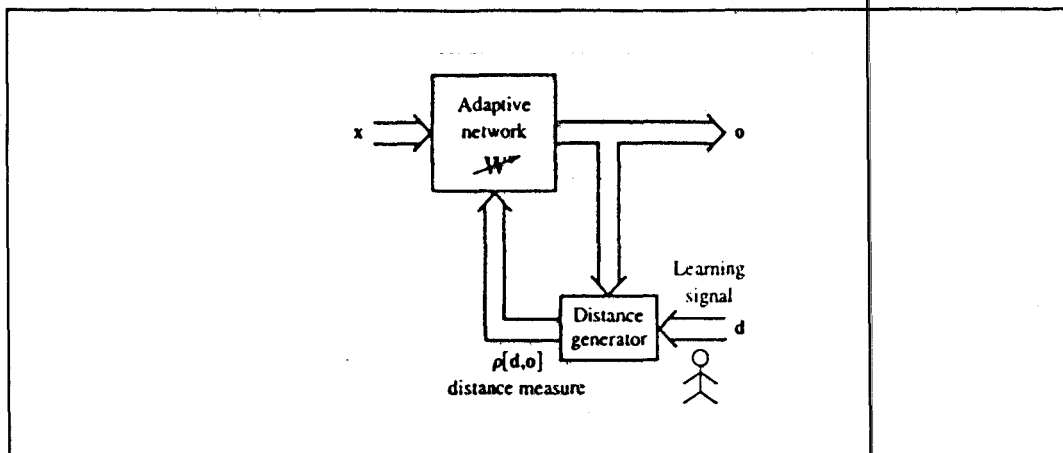 Adaptive
network
W
x
o
Learning
signal
d
Distance
generator
ρ[d,o]
distance measure